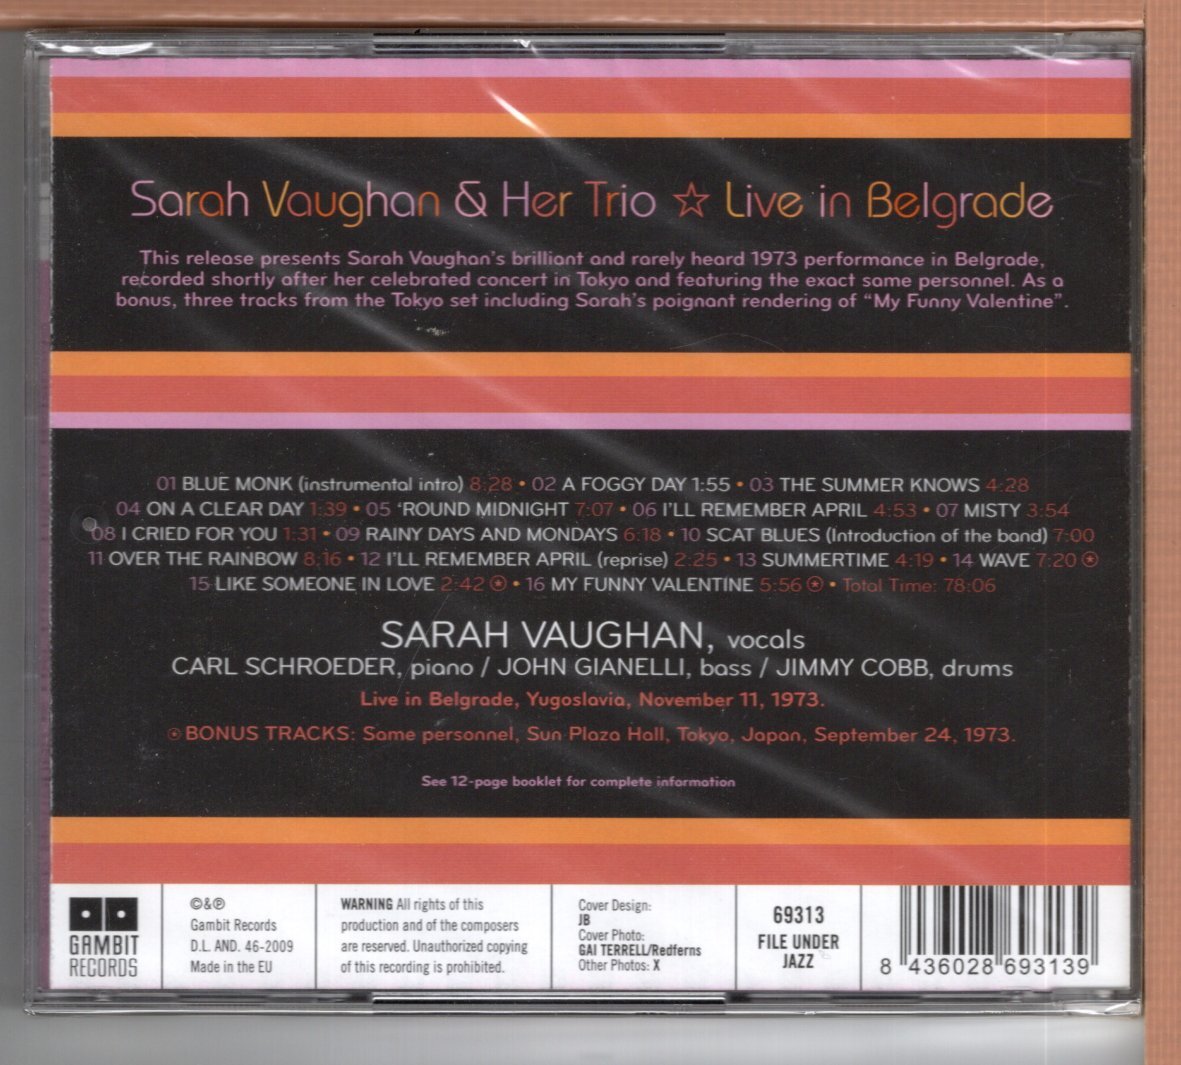 Sarah Vaughan & Her Trio ☆ Live in Belgrade
This release presents Sarah Vaughan's brilliant and rarely heard 1973 performance in Belgrade,
recorded shortly after her celebrated concert in Tokyo and featuring the exact same personnel. As a
bonus, three tracks from the Tokyo set including Sarah's poignant rendering of “My Funny Valentine”.
01 BLUE MONK (instrumental intro) 8:28 • 02 A FOGGY DAY 1:55 • 03 THE SUMMER KNOWS 4:28
04 ON A CLEAR DAY 1:39 • 05 ‘ROUND MIDNIGHT 7:07 • 06 I'LL REMEMBER APRIL 4:53 • 07 MISTY 3:54
08 I CRIED FOR YOU 1:31 • 09 RAINY DAYS AND MONDAYS 6:18 • 10 SCAT BLUES (Introduction of the band) 7:00
11 OVER THE RAINBOW 8:16 • 12 I'LL REMEMBER APRIL (reprise) 2:25 • 13 SUMMERTIME 4:19 • 14 WAVE 7:20 ⍟
15 LIKE SOMEONE IN LOVE 2:42 ⍟ • 16 MY FUNNY VALENTINE 5:56 ⍟ • Total Time: 78:06
SARAH VAUGHAN, vocals
CARL SCHROEDER, piano / JOHN GIANELLI, bass / JIMMY COBB, drums
Live in Belgrade, Yugoslavia, November 11, 1973.
⍟ BONUS TRACKS: Same personnel, Sun Plaza Hall, Tokyo, Japan, September 24, 1973.
See 12-page booklet for complete information
GAMBIT
RECORDS
©&℗
Gambit Records
D.L. AND. 46-2009
Made in the EU
WARNING All rights of this
production and of the composers
are reserved. Unauthorized copying
of this recording is prohibited.
Cover Design:
JB
Cover Photo:
GAI TERRELL/Redferns
Other Photos: X
69313
FILE UNDER
JAZZ
8 436028 693139